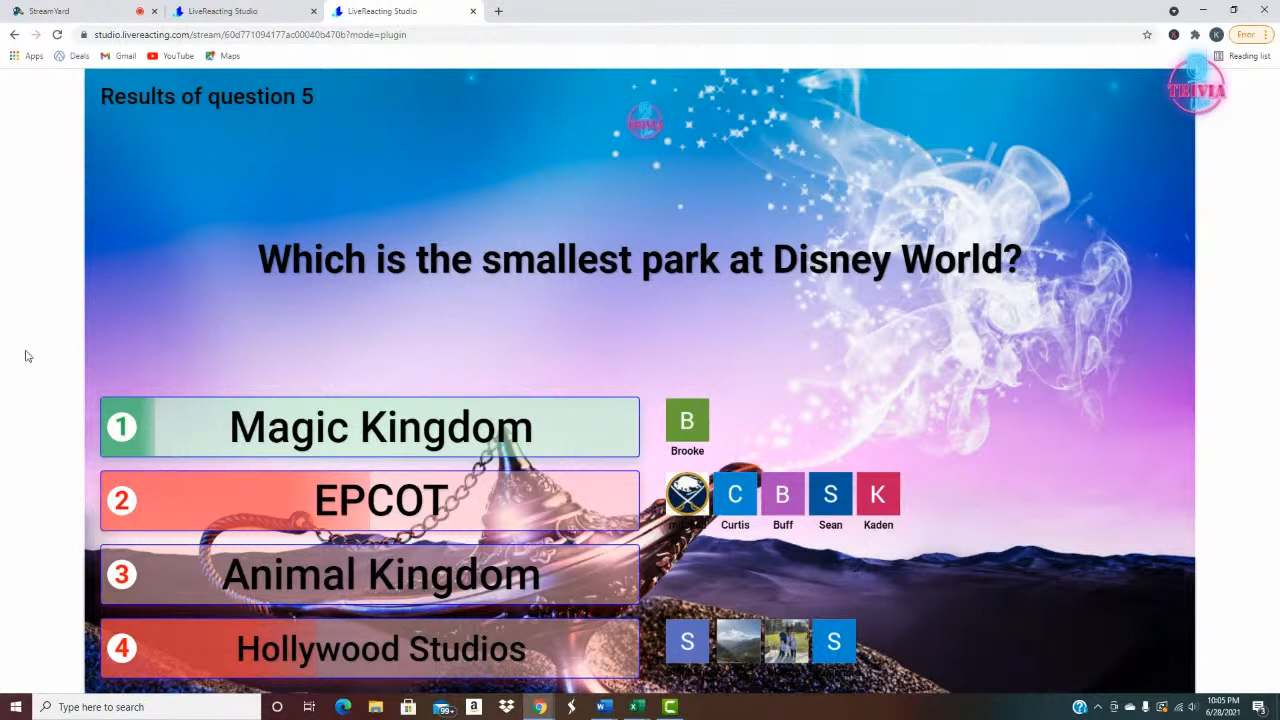 StreamYard
LiveReacting Studio
LiveReacting Studio
studio.livereacting.com/stream/60d771094177ac00040b470b?mode=plugin
K
Error
Apps
Deals
Gmail
YouTube
Maps
Reading list
Results of question 5
TRIVIA
TRIVIA
Which is the smallest park at Disney World?
1 Magic Kingdom
B
Brooke
2 EPCOT
C B S K
Curtis Buff Sean Kaden
3 Animal Kingdom
4 Hollywood Studios
S S
Type here to search
99+
a
10:05 PM
6/28/2021
3